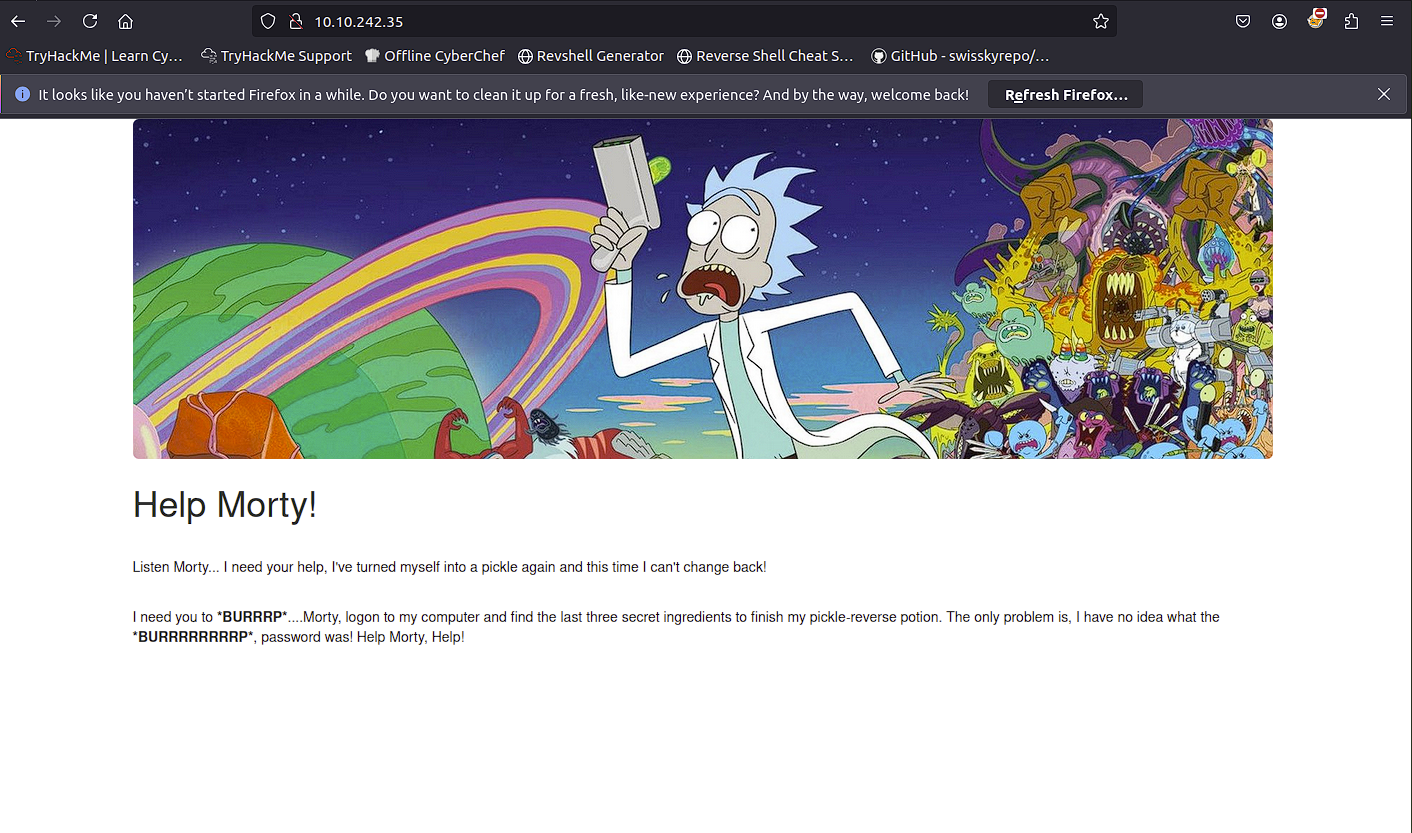 10.10.242.35
TryHackMe | Learn Cy… TryHackMe Support Offline CyberChef Revshell Generator Reverse Shell Cheat S… GitHub - swisskyrepo/…
It looks like you haven’t started Firefox in a while. Do you want to clean it up for a fresh, like-new experience? And by the way, welcome back! Refresh Firefox…
Help Morty!
Listen Morty... I need your help, I've turned myself into a pickle again and this time I can't change back!
I need you to *BURRRP*....Morty, logon to my computer and find the last three secret ingredients to finish my pickle-reverse potion. The only problem is, I have no idea what the
*BURRRRRRRRP*, password was! Help Morty, Help!